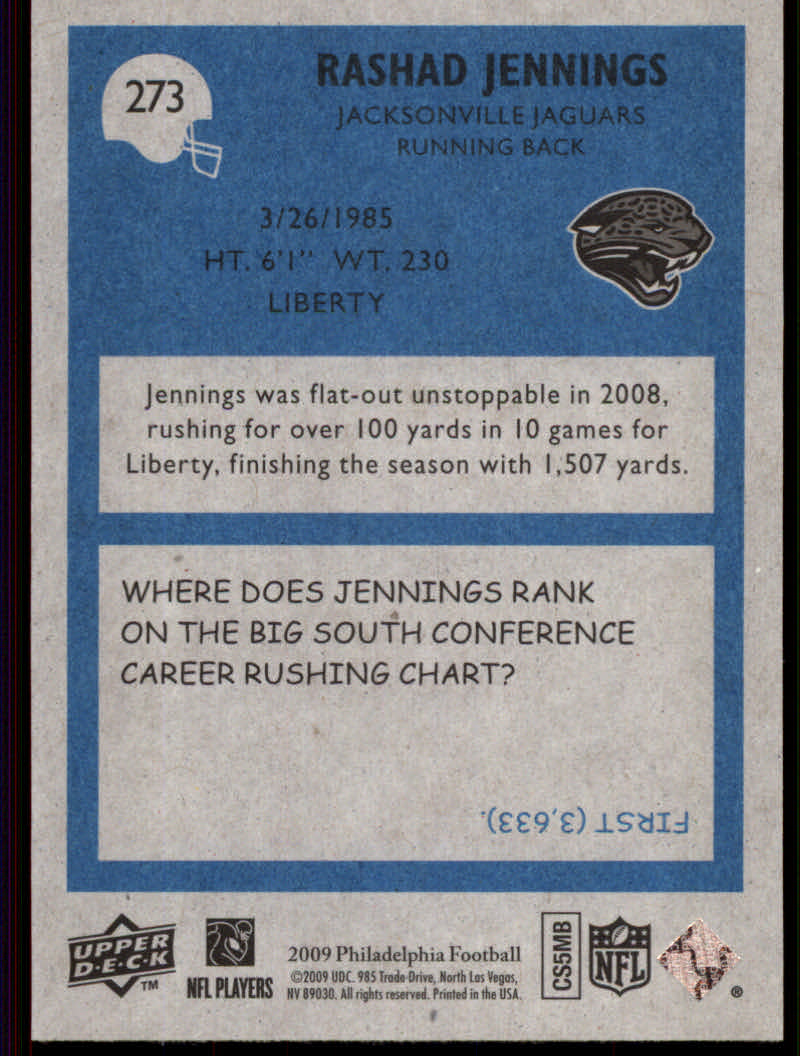 273
RASHAD JENNINGS
JACKSONVILLE JAGUARS
RUNNING BACK
3/26/1985
HT. 6'1" WT. 230
LIBERTY
Jennings was flat-out unstoppable in 2008,
rushing for over 100 yards in 10 games for
Liberty, finishing the season with 1,507 yards.
WHERE DOES JENNINGS RANK
ON THE BIG SOUTH CONFERENCE
CAREER RUSHING CHART?
FIRST (3,633).
UPPER
D·E·C·K
TM
NFL PLAYERS
2009 Philadelphia Football
©2009 UDC. 985 Trade Drive, North Las Vegas,
NV 89030. All rights reserved. Printed in the USA.
CS5MB
NFL
®